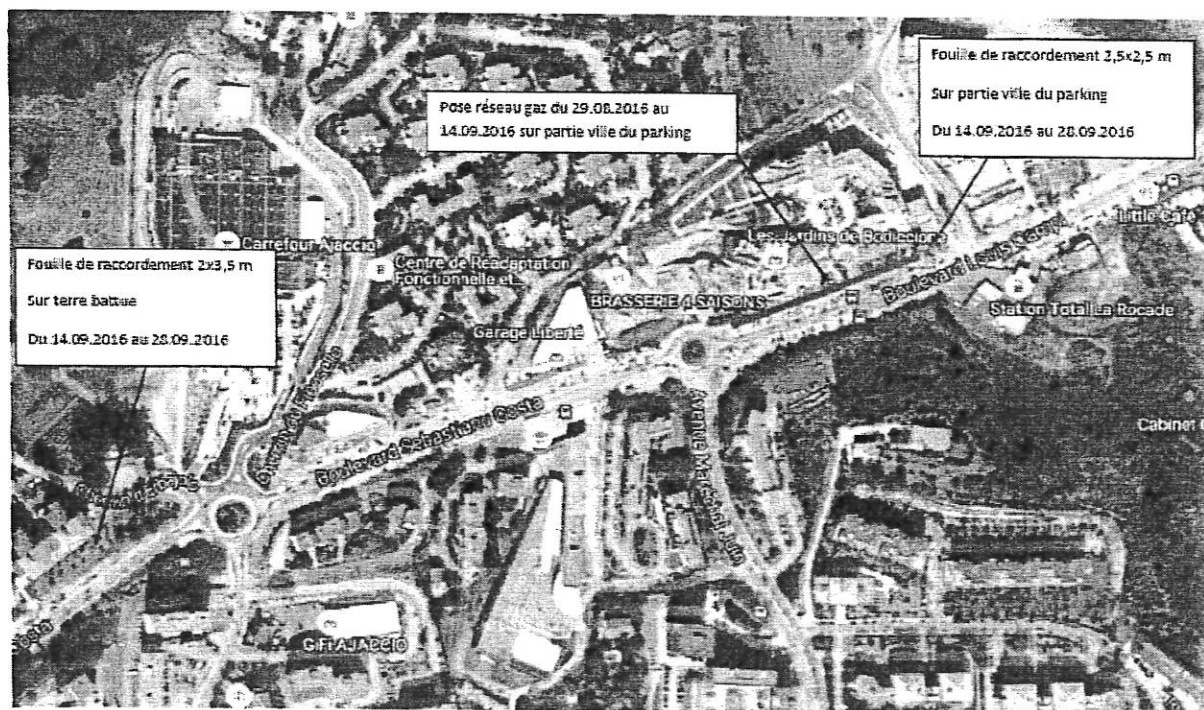 Fouille de raccordement 2,5x2,5 m
Sur partie ville du parking
Du 14.09.2016 au 28.09.2016
Pose réseau gaz du 29.08.2016 au
14.09.2016 sur partie ville du parking
Little Café
Les Jardins de Bodiccione
Carrefour Ajaccio
Centre de Réadaptation
Fonctionnelle et...
Fouille de raccordement 2x3,5 m
Sur terre battue
Du 14.09.2016 au 28.09.2016
BRASSERIE 4 SAISONS
Boulevard Louis Campi
Station Total La Rocade
Garage Liberté
Boulevard Sébastianu Costa
Avenue Maréchal Juin
Cabinet
Costa
GIFI AJACCIO